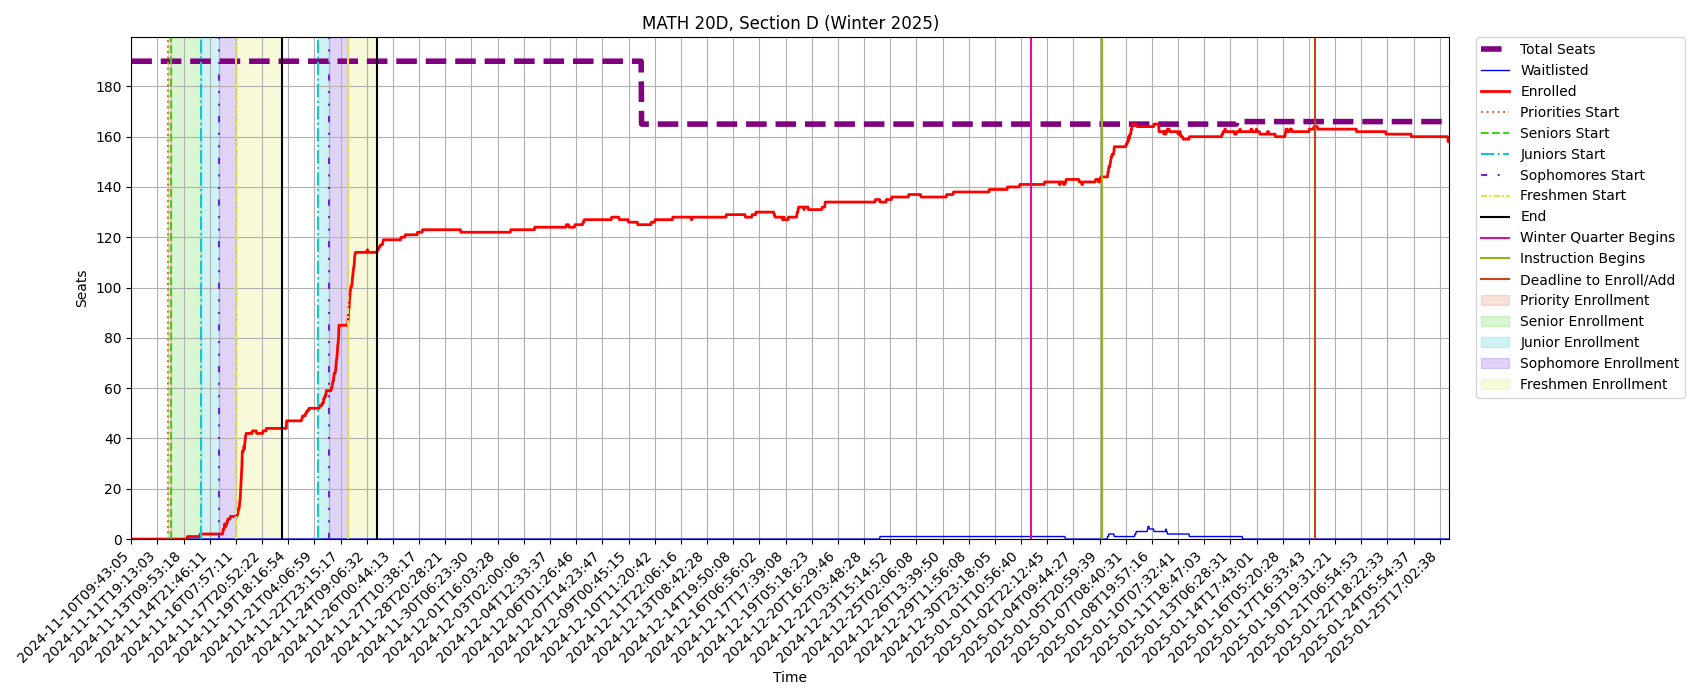 MATH 20D, Section D (Winter 2025)
Seats
180
160
140
120
100
80
60
40
20
0
2024-11-10T09:43:05
2024-11-11T19:13:03
2024-11-13T09:53:18
2024-11-14T21:46:11
2024-11-16T07:57:11
2024-11-17T20:52:22
2024-11-19T18:16:54
2024-11-21T04:06:59
2024-11-22T23:15:17
2024-11-24T09:06:32
2024-11-26T00:44:13
2024-11-27T10:38:17
2024-11-28T20:28:21
2024-11-30T06:23:30
2024-12-01T16:03:28
2024-12-03T02:00:06
2024-12-04T12:33:37
2024-12-06T01:26:46
2024-12-07T14:23:47
2024-12-09T00:45:15
2024-12-10T11:20:42
2024-12-11T22:06:16
2024-12-13T08:42:28
2024-12-14T19:50:08
2024-12-16T06:56:02
2024-12-17T17:39:08
2024-12-19T05:18:23
2024-12-20T16:29:46
2024-12-22T03:48:28
2024-12-23T15:14:52
2024-12-25T02:06:08
2024-12-26T13:39:50
2024-12-29T11:56:08
2024-12-30T23:18:05
2025-01-01T10:56:40
2025-01-02T22:12:45
2025-01-04T09:44:27
2025-01-05T20:59:39
2025-01-07T08:40:31
2025-01-08T19:57:16
2025-01-10T07:32:41
2025-01-11T18:47:03
2025-01-13T06:28:31
2025-01-14T17:43:01
2025-01-16T05:20:28
2025-01-17T16:33:43
2025-01-19T19:31:21
2025-01-21T06:54:53
2025-01-22T18:22:33
2025-01-24T05:54:37
2025-01-25T17:02:38
Time
Total Seats
Waitlisted
Enrolled
Priorities Start
Seniors Start
Juniors Start
Sophomores Start
Freshmen Start
End
Winter Quarter Begins
Instruction Begins
Deadline to Enroll/Add
Priority Enrollment
Senior Enrollment
Junior Enrollment
Sophomore Enrollment
Freshmen Enrollment